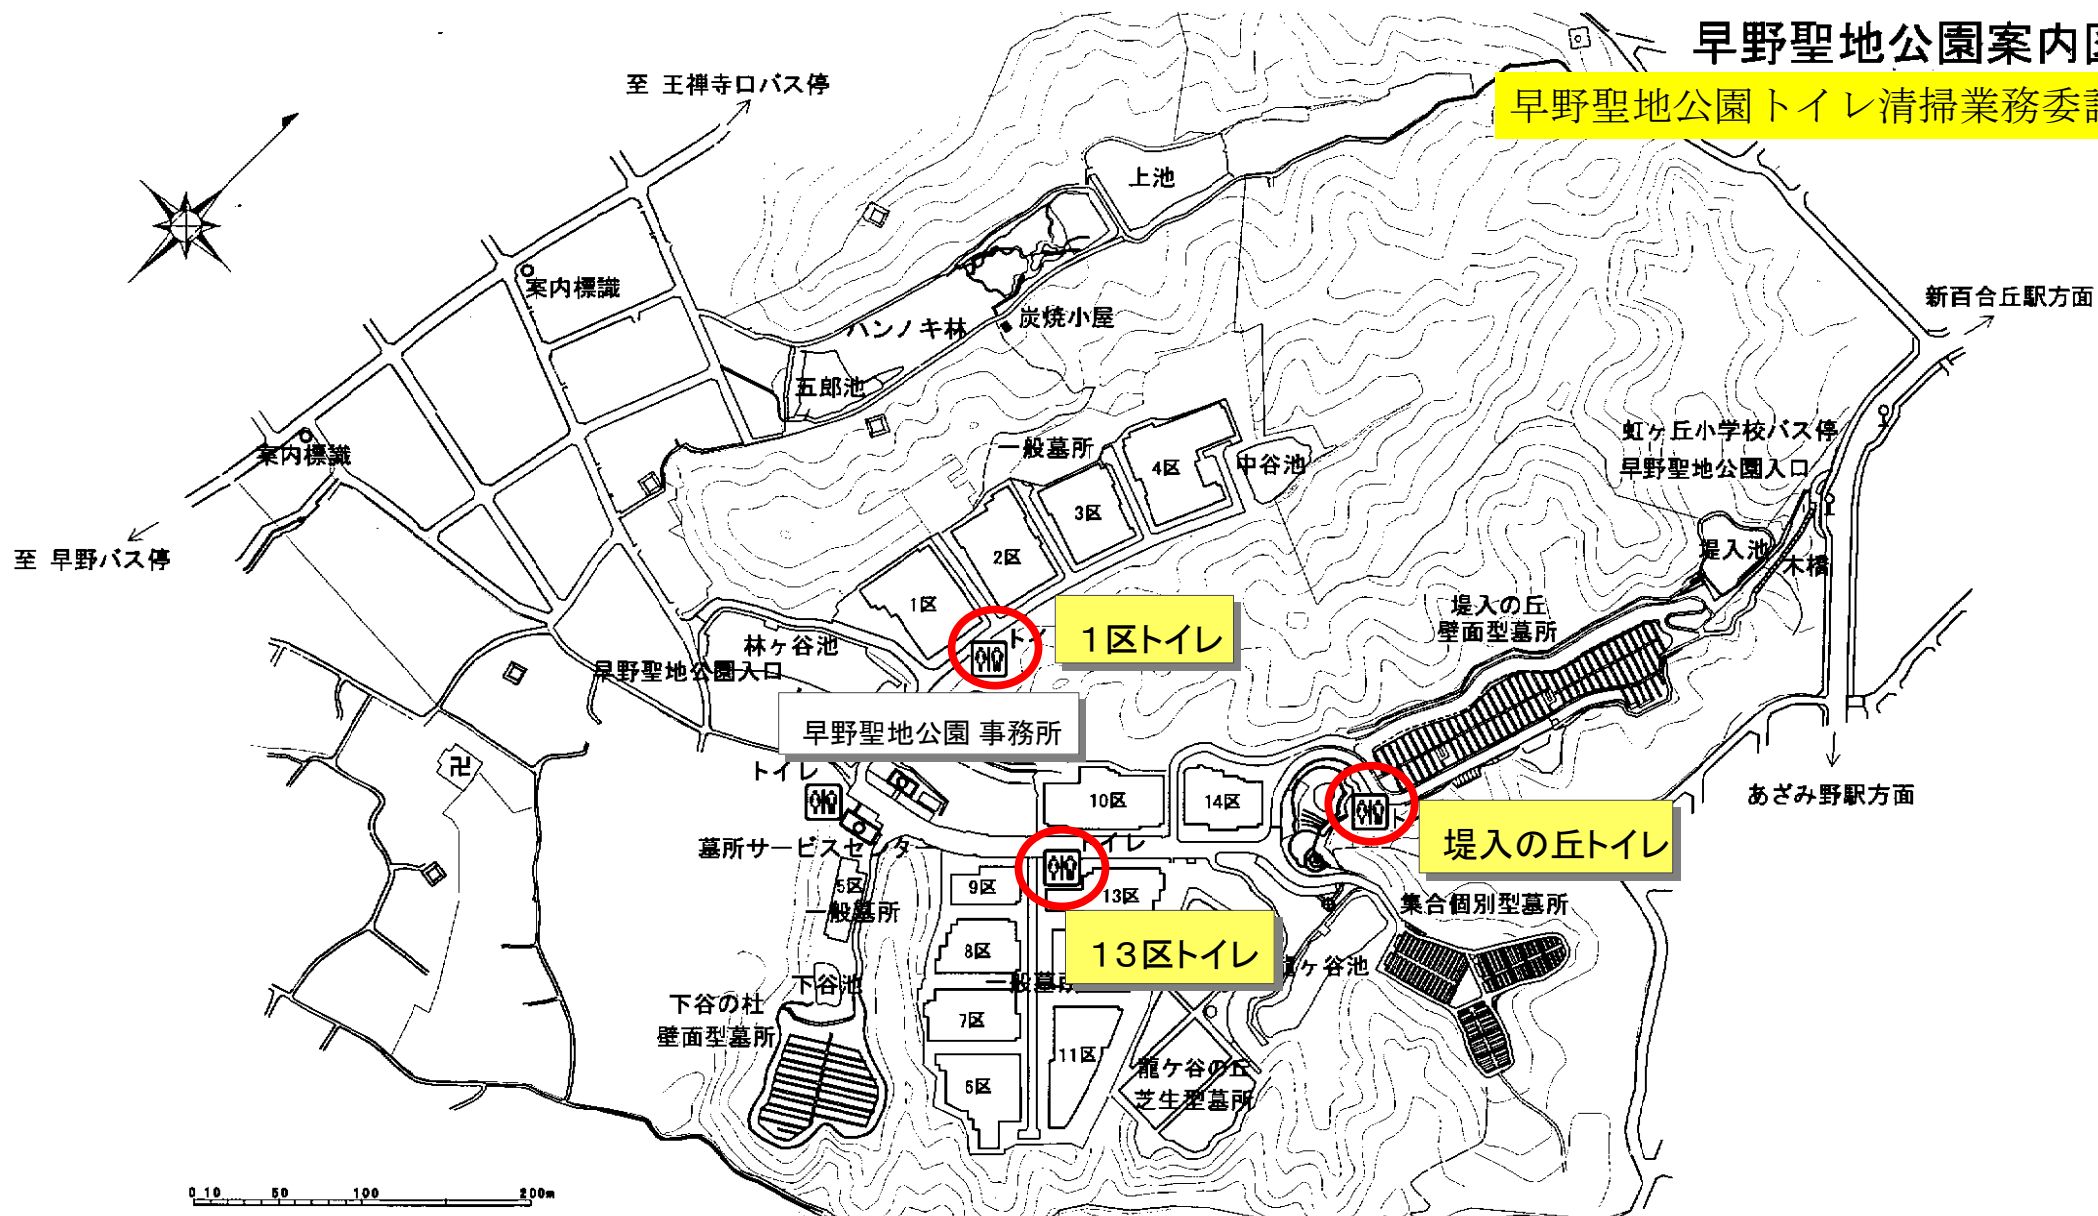 早野聖地公園案内
早野聖地公園トイレ清掃業務委
至 王禅寺口バス停
上池
案内標識
新百合丘駅方面
ハンノキ林
炭焼小屋
五郎池
案内標識
一般墓所
4区
中谷池
虹ヶ丘小学校バス停
早野聖地公園入口
3区
至 早野バス停
2区
堤入池
木橋
1区
堤入の丘
壁面型墓所
トイ
1区トイレ
林ヶ谷池
早野聖地公園入口
早野聖地公園 事務所
トイレ
卍
10区
14区
あざみ野駅方面
ト
堤入の丘トイレ
墓所サービスセンター
トイレ
5区
一般墓所
9区
13区
集合個別型墓所
13区トイレ
8区
一般墓所
ヶ谷池
下谷池
下谷の杜
壁面型墓所
7区
11区
龍ケ谷の丘
芝生型墓所
6区
0 10 50 100 200m